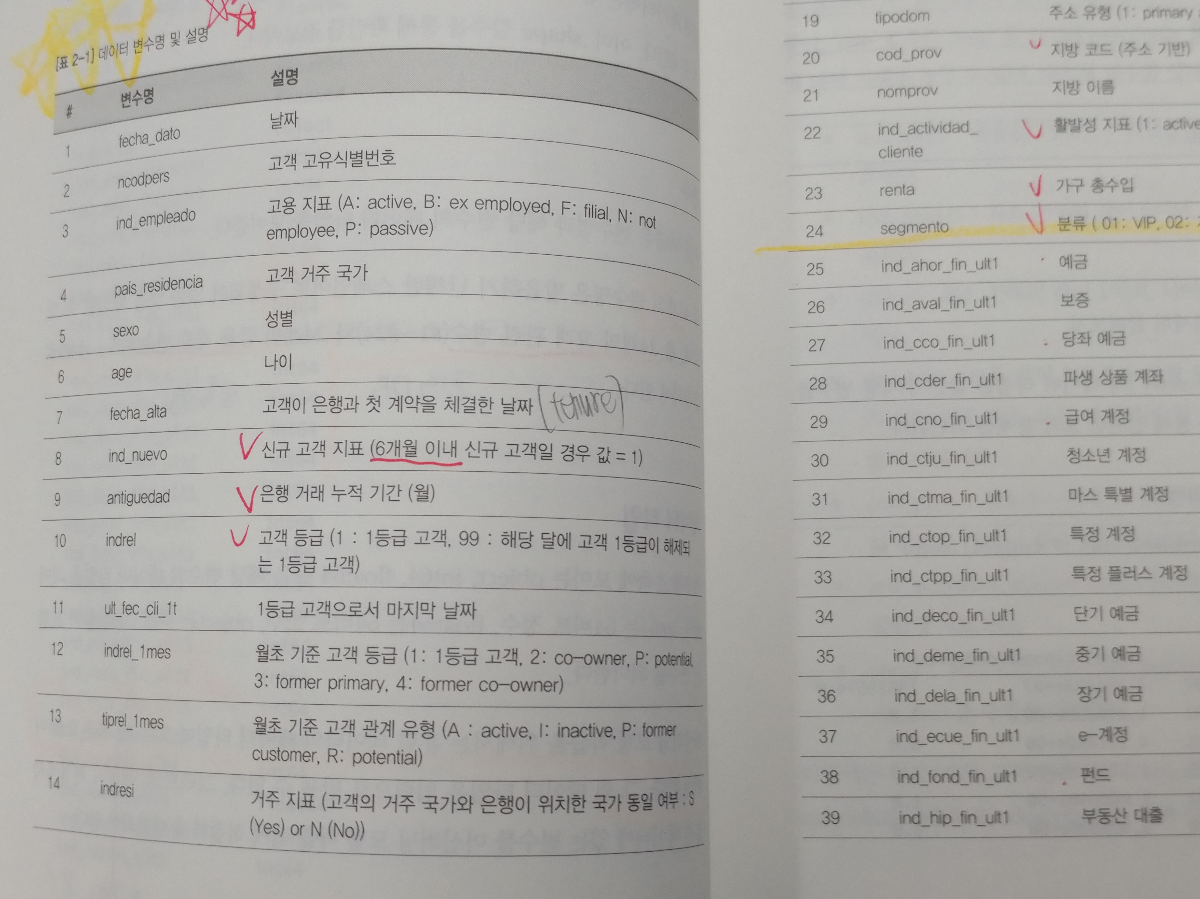 [표 2-1] 데이터 변수명 및 설명
# 변수명 설명
1 fecha_dato 날짜
2 ncodpers 고객 고유식별번호
3 ind_empleado 고용 지표 (A: active, B: ex employed, F: filial, N: not
employee, P: passive)
4 pais_residencia 고객 거주 국가
5 sexo 성별
6 age 나이
7 fecha_alta 고객이 은행과 첫 계약을 체결한 날짜 (tenure)
8 ind_nuevo 신규 고객 지표 (6개월 이내 신규 고객일 경우 값 = 1)
9 antiguedad 은행 거래 누적 기간 (월)
10 indrel 고객 등급 (1 : 1등급 고객, 99 : 해당 달에 고객 1등급이 해제되
는 1등급 고객)
11 ult_fec_cli_1t 1등급 고객으로서 마지막 날짜
12 indrel_1mes 월초 기준 고객 등급 (1: 1등급 고객, 2: co-owner, P: potential,
3: former primary, 4: former co-owner)
13 tiprel_1mes 월초 기준 고객 관계 유형 (A : active, I: inactive, P: former
customer, R: potential)
14 indresi 거주 지표 (고객의 거주 국가와 은행이 위치한 국가 동일 여부 : S
(Yes) or N (No))
19 tipodom 주소 유형 (1: primary
20 cod_prov 지방 코드 (주소 기반)
21 nomprov 지방 이름
22 ind_actividad_ 활발성 지표 (1: active
cliente
23 renta 가구 총수입
24 segmento 분류 ( 01: VIP, 02:
25 ind_ahor_fin_ult1 예금
26 ind_aval_fin_ult1 보증
27 ind_cco_fin_ult1 당좌 예금
28 ind_cder_fin_ult1 파생 상품 계좌
29 ind_cno_fin_ult1 급여 계정
30 ind_ctju_fin_ult1 청소년 계정
31 ind_ctma_fin_ult1 마스 특별 계정
32 ind_ctop_fin_ult1 특정 계정
33 ind_ctpp_fin_ult1 특정 플러스 계정
34 ind_deco_fin_ult1 단기 예금
35 ind_deme_fin_ult1 중기 예금
36 ind_dela_fin_ult1 장기 예금
37 ind_ecue_fin_ult1 e-계정
38 ind_fond_fin_ult1 펀드
39 ind_hip_fin_ult1 부동산 대출